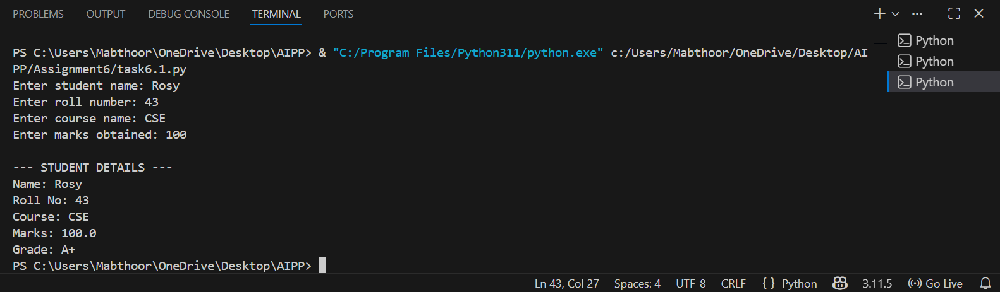 PROBLEMS OUTPUT DEBUG CONSOLE TERMINAL PORTS
PS C:\Users\Mabthoor\OneDrive\Desktop\AIPP> & "C:/Program Files/Python311/python.exe" c:/Users/Mabthoor/OneDrive/Desktop/AI
PP/Assignment6/task6.1.py
Enter student name: Rosy
Enter roll number: 43
Enter course name: CSE
Enter marks obtained: 100
--- STUDENT DETAILS ---
Name: Rosy
Roll No: 43
Course: CSE
Marks: 100.0
Grade: A+
PS C:\Users\Mabthoor\OneDrive\Desktop\AIPP>
Python
Python
Python
Ln 43, Col 27 Spaces: 4 UTF-8 CRLF { } Python 3.11.5 Go Live